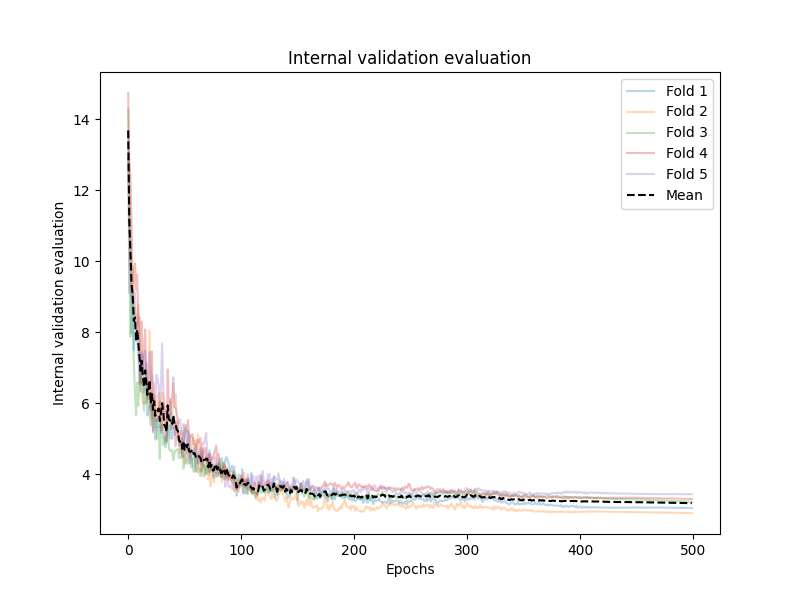 Internal validation evaluation
Internal validation evaluation
14
12
10
8
6
4
0
100
200
300
400
500
Epochs
Fold 1
Fold 2
Fold 3
Fold 4
Fold 5
Mean